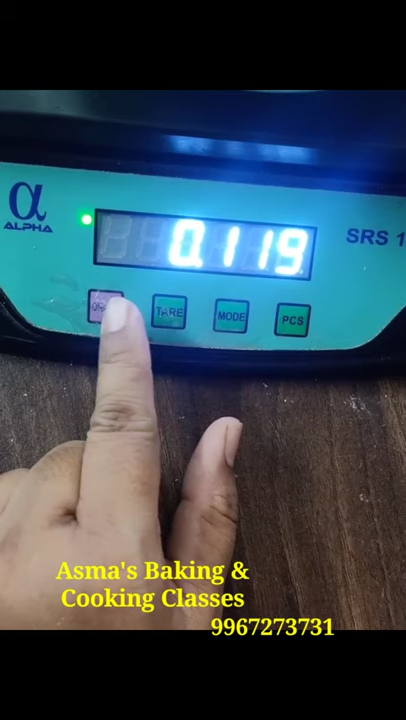 α
ALPHA
0.119
SRS 1
TARE
MODE
PCS
Asma's Baking &
Cooking Classes
9967273731